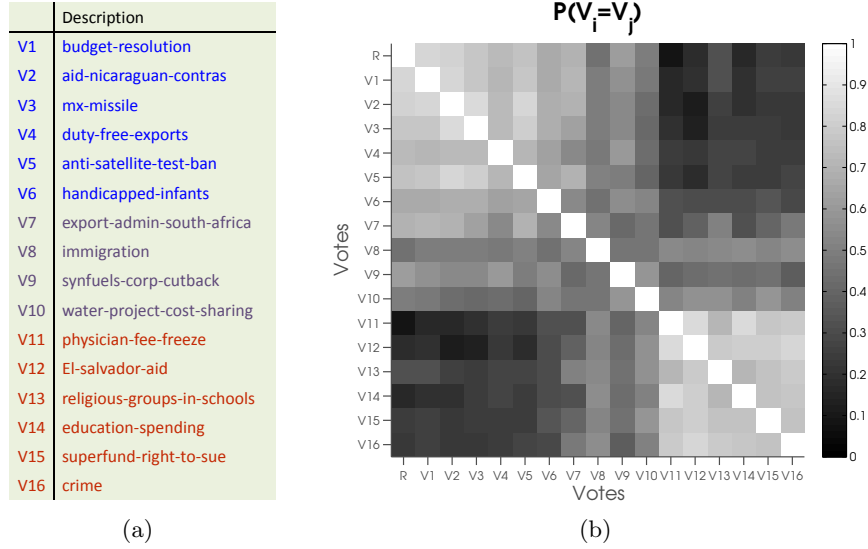 Description
V1 budget-resolution
V2 aid-nicaraguan-contras
V3 mx-missile
V4 duty-free-exports
V5 anti-satellite-test-ban
V6 handicapped-infants
V7 export-admin-south-africa
V8 immigration
V9 synfuels-corp-cutback
V10 water-project-cost-sharing
V11 physician-fee-freeze
V12 El-salvador-aid
V13 religious-groups-in-schools
V14 education-spending
V15 superfund-right-to-sue
V16 crime
(a)
P(V_i=V_j)
Votes
R
V1
V2
V3
V4
V5
V6
V7
V8
V9
V10
V11
V12
V13
V14
V15
V16
R V1 V2 V3 V4 V5 V6 V7 V8 V9 V10 V11 V12 V13 V14 V15 V16
Votes
1
0.9
0.8
0.7
0.6
0.5
0.4
0.3
0.2
0.1
0
(b)